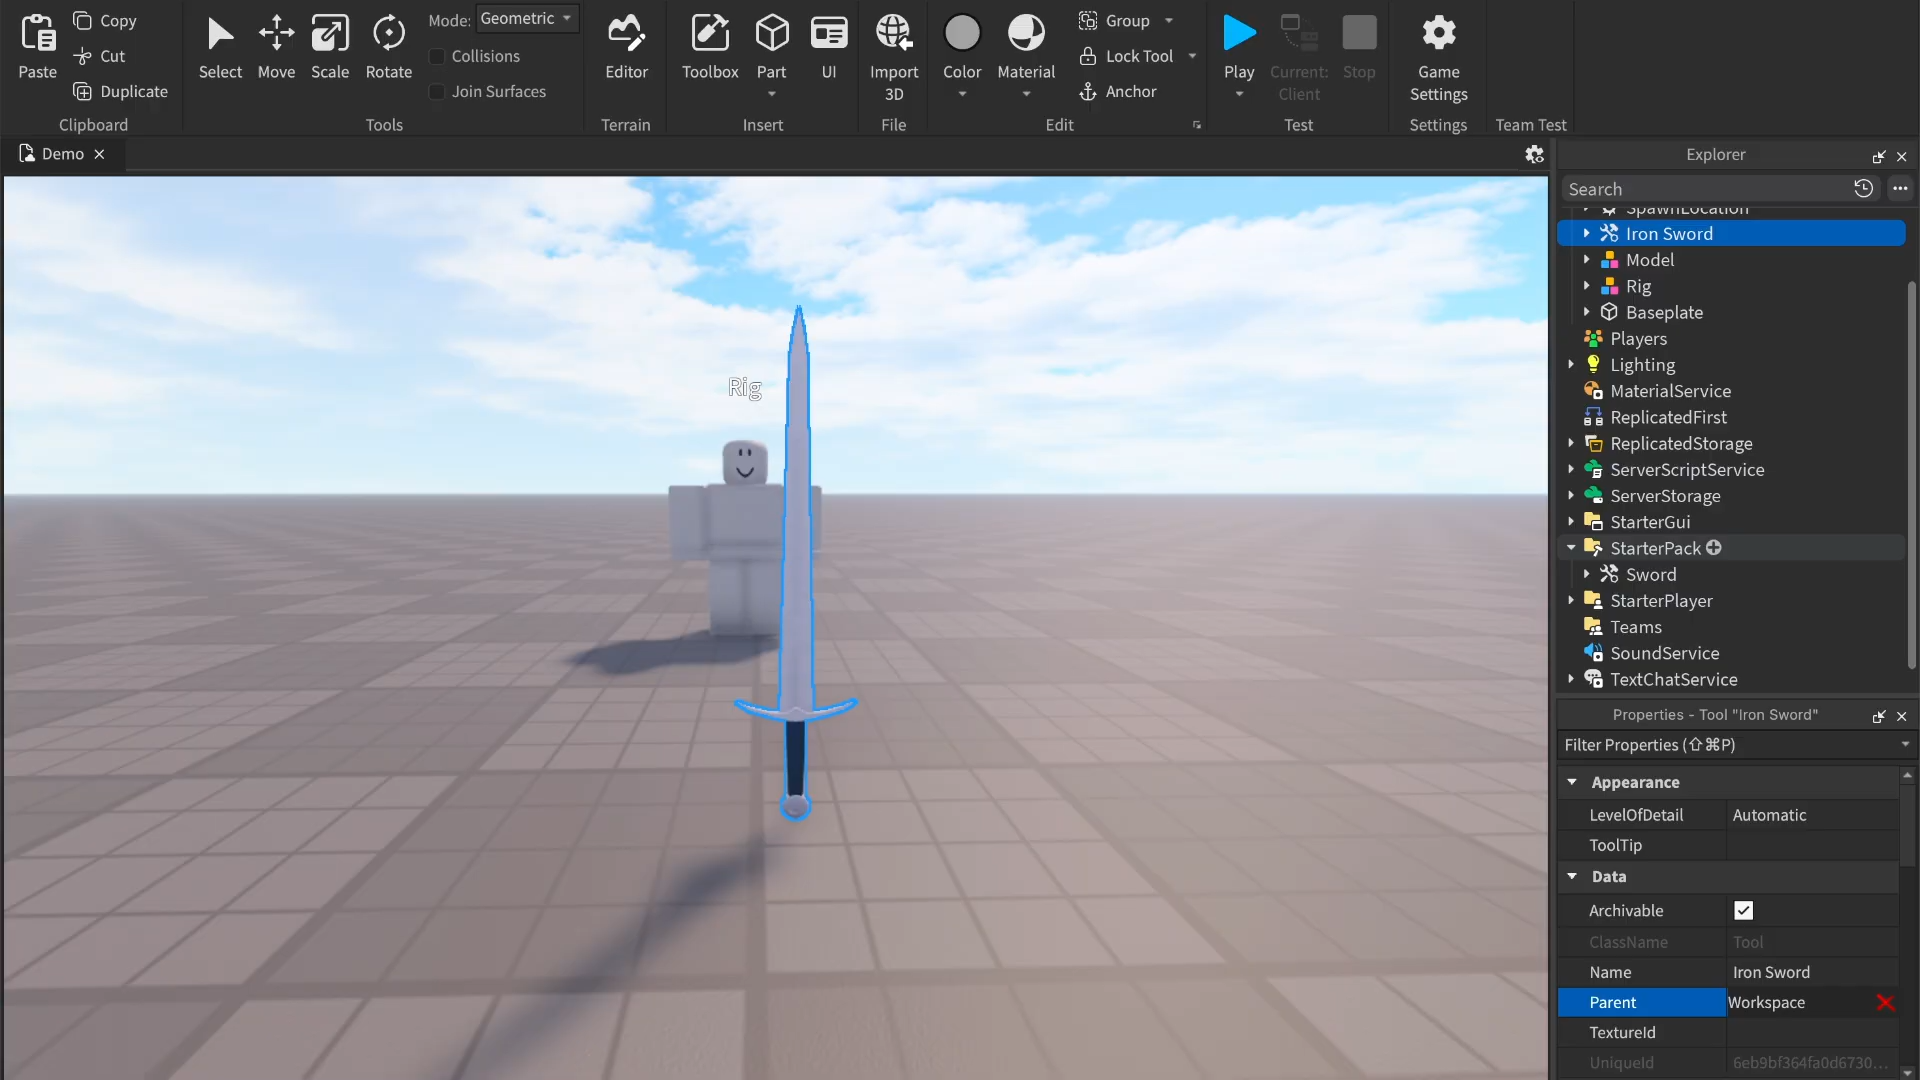 Paste
Copy
Cut
Duplicate
Clipboard
Select
Move
Scale
Rotate
Mode:
Geometric
Collisions
Join Surfaces
Tools
Editor
Terrain
Toolbox
Part
UI
Insert
Import
3D
File
Color
Material
Group
Lock Tool
Anchor
Edit
Play
Current:
Client
Stop
Test
Game
Settings
Settings
Team Test
Demo
Rig
Explorer
Search
SpawnLocation
Iron Sword
Model
Rig
Baseplate
Players
Lighting
MaterialService
ReplicatedFirst
ReplicatedStorage
ServerScriptService
ServerStorage
StarterGui
StarterPack
Sword
StarterPlayer
Teams
SoundService
TextChatService
Properties - Tool "Iron Sword"
Filter Properties (⇧⌘P)
Appearance
LevelOfDetail Automatic
ToolTip
Data
Archivable
ClassName Tool
Name Iron Sword
Parent Workspace
TextureId
UniqueId 6eb9bf364fa0d6730...